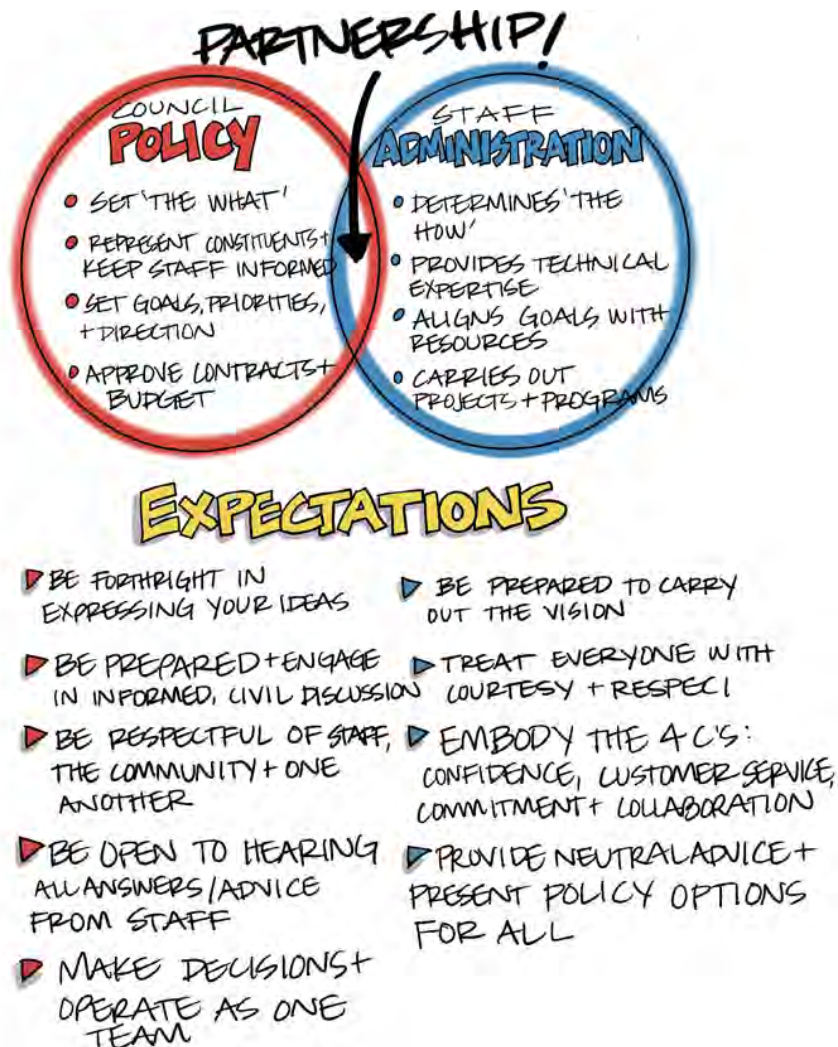 PARTNERSHIP!
COUNCIL
POLICY
• SET 'THE WHAT'
• REPRESENT CONSTITUENTS +
KEEP STAFF INFORMED
• SET GOALS, PRIORITIES,
+ DIRECTION
• APPROVE CONTRACTS +
BUDGET
STAFF
ADMINISTRATION
• DETERMINES 'THE
HOW'
• PROVIDES TECHNICAL
EXPERTISE
• ALIGNS GOALS WITH
RESOURCES
• CARRIES OUT
PROJECTS + PROGRAMS
EXPECTATIONS
BE FORTHRIGHT IN
EXPRESSING YOUR IDEAS
BE PREPARED + ENGAGE
IN INFORMED, CIVIL DISCUSSION
BE RESPECTFUL OF STAFF,
THE COMMUNITY + ONE
ANOTHER
BE OPEN TO HEARING
ALL ANSWERS/ADVICE
FROM STAFF
MAKE DECISIONS +
OPERATE AS ONE
TEAM
BE PREPARED TO CARRY
OUT THE VISION
TREAT EVERYONE WITH
COURTESY + RESPECT
EMBODY THE 4 C'S:
CONFIDENCE, CUSTOMER SERVICE,
COMMITMENT + COLLABORATION
PROVIDE NEUTRAL ADVICE +
PRESENT POLICY OPTIONS
FOR ALL